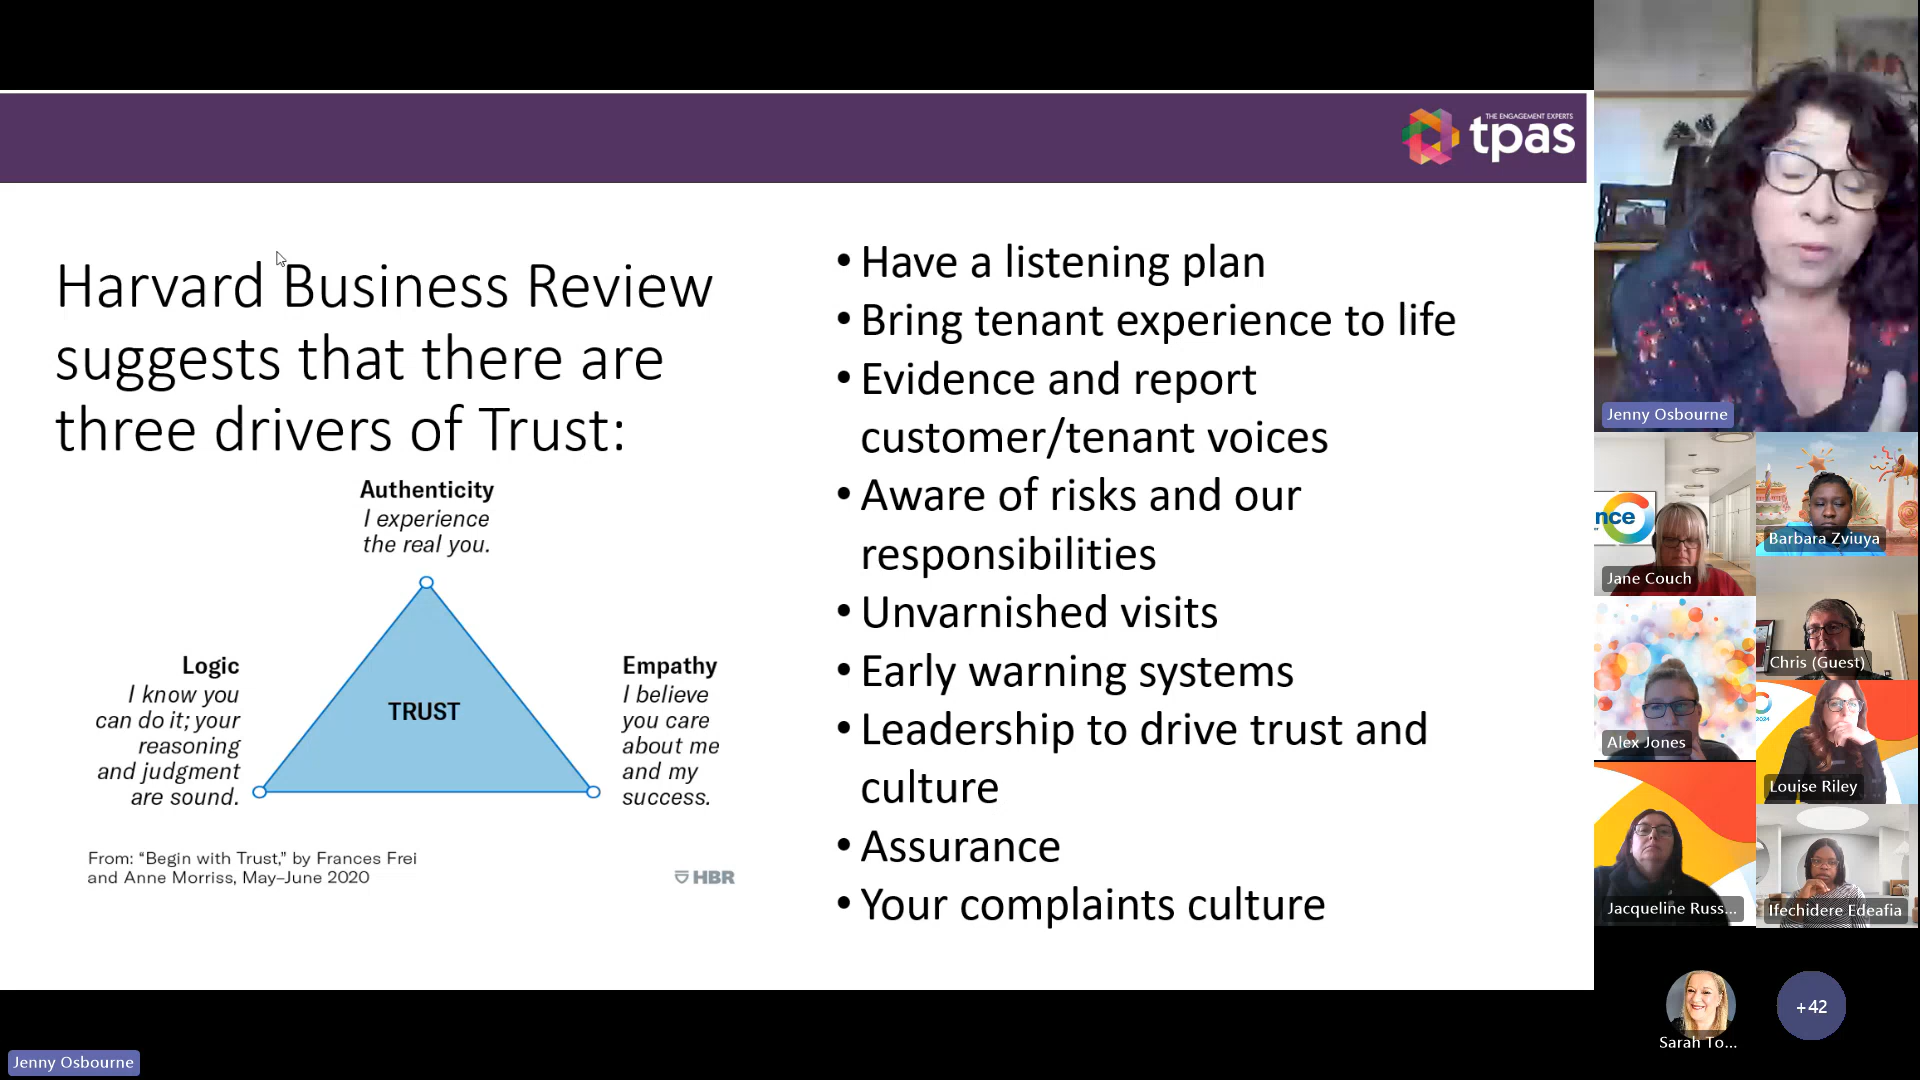 THE ENGAGEMENT EXPERTS
tpas
Harvard Business Review
suggests that there are
three drivers of Trust:
Authenticity
I experience
the real you.
Logic
I know you
can do it; your
reasoning
and judgment
are sound.
TRUST
Empathy
I believe
you care
about me
and my
success.
From: “Begin with Trust,” by Frances Frei
and Anne Morriss, May–June 2020
HBR
• Have a listening plan
• Bring tenant experience to life
• Evidence and report
customer/tenant voices
• Aware of risks and our
responsibilities
• Unvarnished visits
• Early warning systems
• Leadership to drive trust and
culture
• Assurance
• Your complaints culture
Jenny Osbourne
nce
Jane Couch
Barbara Zviuya
Chris (Guest)
Alex Jones
2024
Louise Riley
Jacqueline Russ...
Ifechidere Edeafia
Sarah To...
+42
Jenny Osbourne